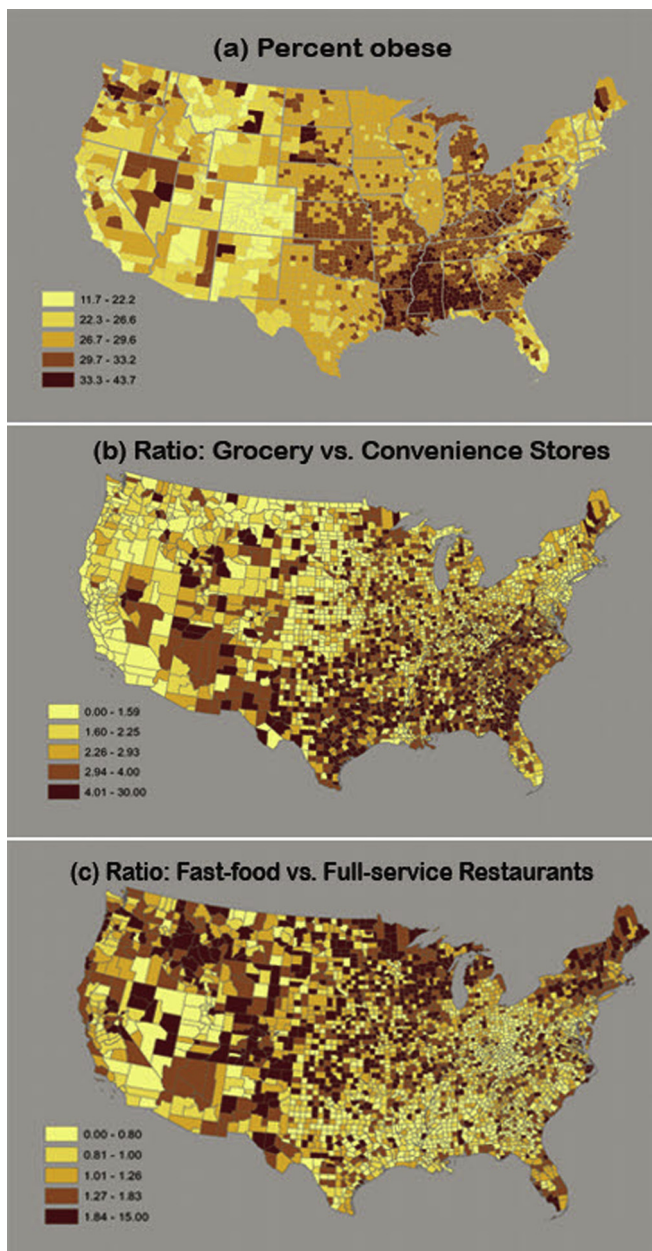 (a) Percent obese
11.7 - 22.2
22.3 - 26.6
26.7 - 29.6
29.7 - 33.2
33.3 - 43.7
(b) Ratio: Grocery vs. Convenience Stores
0.00 - 1.59
1.60 - 2.25
2.26 - 2.93
2.94 - 4.00
4.01 - 30.00
(c) Ratio: Fast-food vs. Full-service Restaurants
0.00 - 0.80
0.81 - 1.00
1.01 - 1.26
1.27 - 1.83
1.84 - 15.00